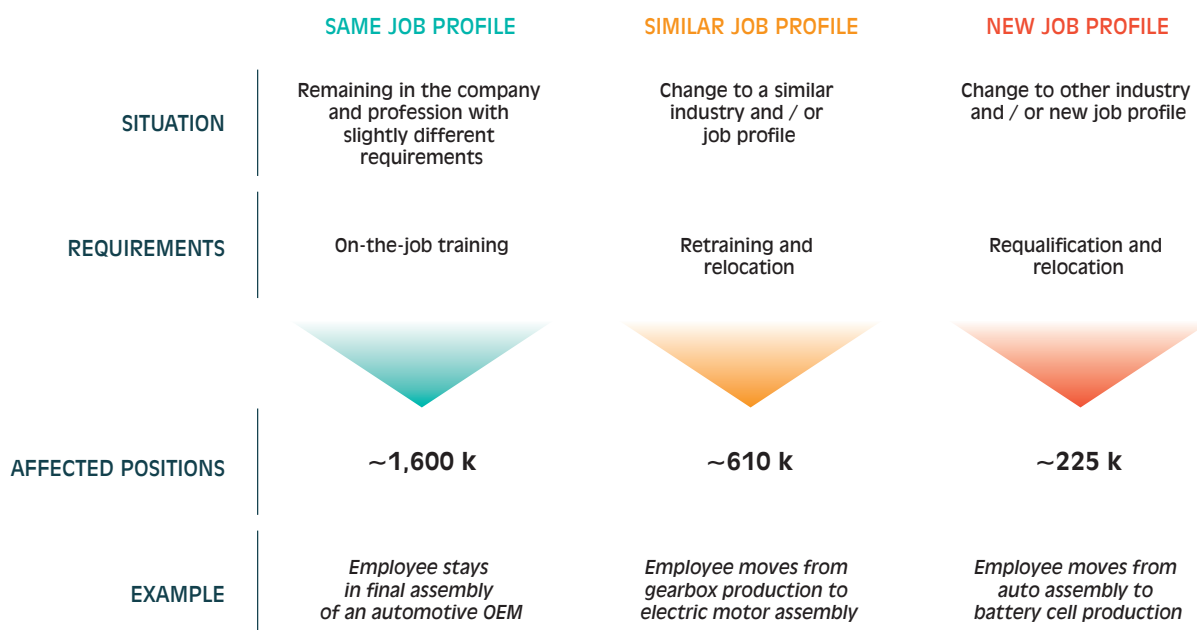 SAME JOB PROFILE
SIMILAR JOB PROFILE
NEW JOB PROFILE
SITUATION
Remaining in the company
and profession with
slightly different
requirements
Change to a similar
industry and / or
job profile
Change to other industry
and / or new job profile
REQUIREMENTS
On-the-job training
Retraining and
relocation
Requalification and
relocation
AFFECTED POSITIONS
~1,600 k
~610 k
~225 k
EXAMPLE
Employee stays
in final assembly
of an automotive OEM
Employee moves from
gearbox production to
electric motor assembly
Employee moves from
auto assembly to
battery cell production